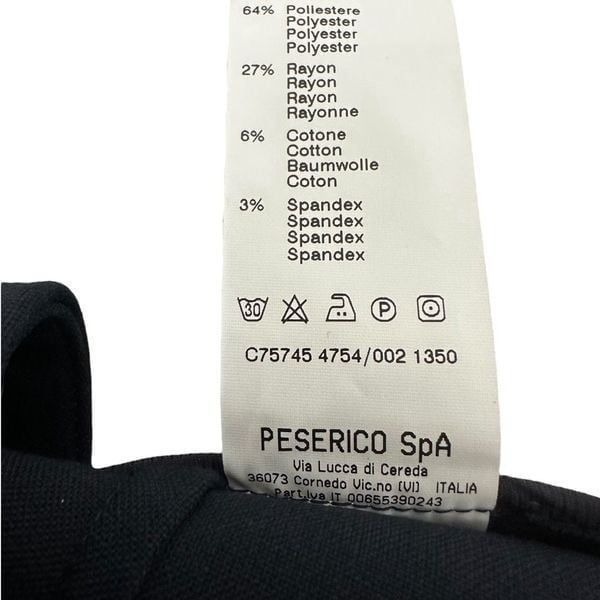 64% Poliestere
Polyester
Polyester
Polyester
27% Rayon
Rayon
Rayon
Rayonne
6% Cotone
Cotton
Baumwolle
Coton
3% Spandex
Spandex
Spandex
Spandex
30 P
C75745 4754/002 1350
PESERICO SpA
Via Lucca di Cereda
36073 Cornedo Vic.no (VI) ITALIA
Part.Iva IT 00655390243